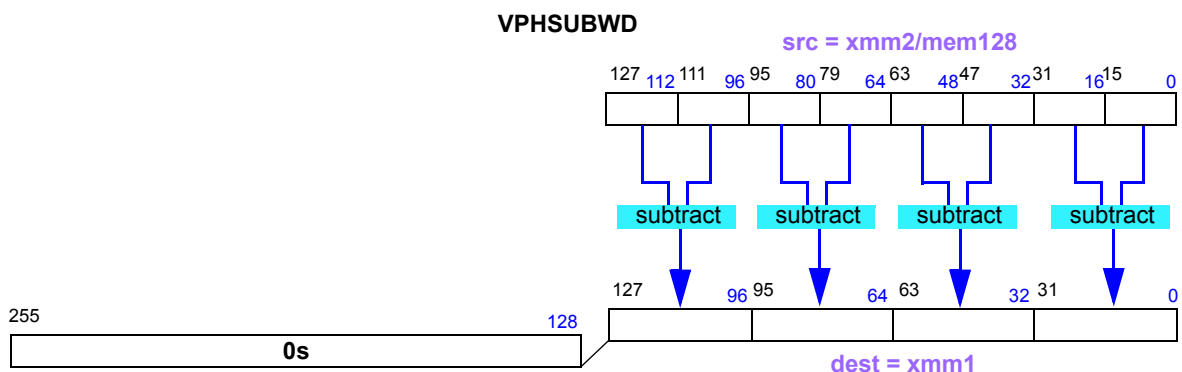 VPHSUBWD
src = xmm2/mem128
127 112 111 96 95 80 79 64 63 48 47 32 31 16 15 0
subtract subtract subtract subtract
127 96 95 64 63 32 31 0
255 128
0s
dest = xmm1